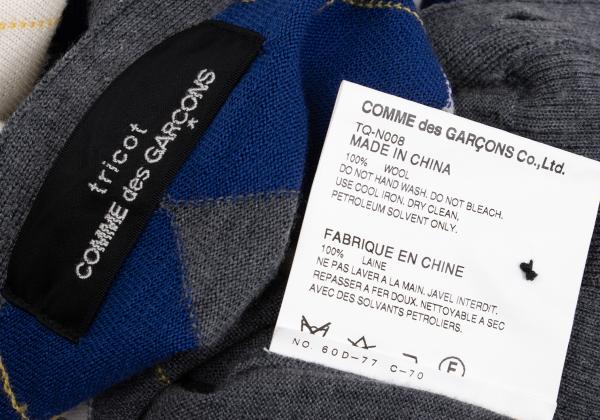 tricot
COMME des GARÇONS
COMME des GARÇONS Co.,Ltd.
TQ-N008
MADE IN CHINA
100% WOOL
DO NOT HAND WASH. DO NOT BLEACH.
USE COOL IRON. DRY CLEAN,
PETROLEUM SOLVENT ONLY.
FABRIQUE EN CHINE
100% LAINE
NE PAS LAVER A LA MAIN. JAVEL INTERDIT.
REPASSER A FER DOUX. NETTOYABLE A SEC
AVEC DES SOLVANTS PETROLIERS.
F
NO. 60D-77 C-70